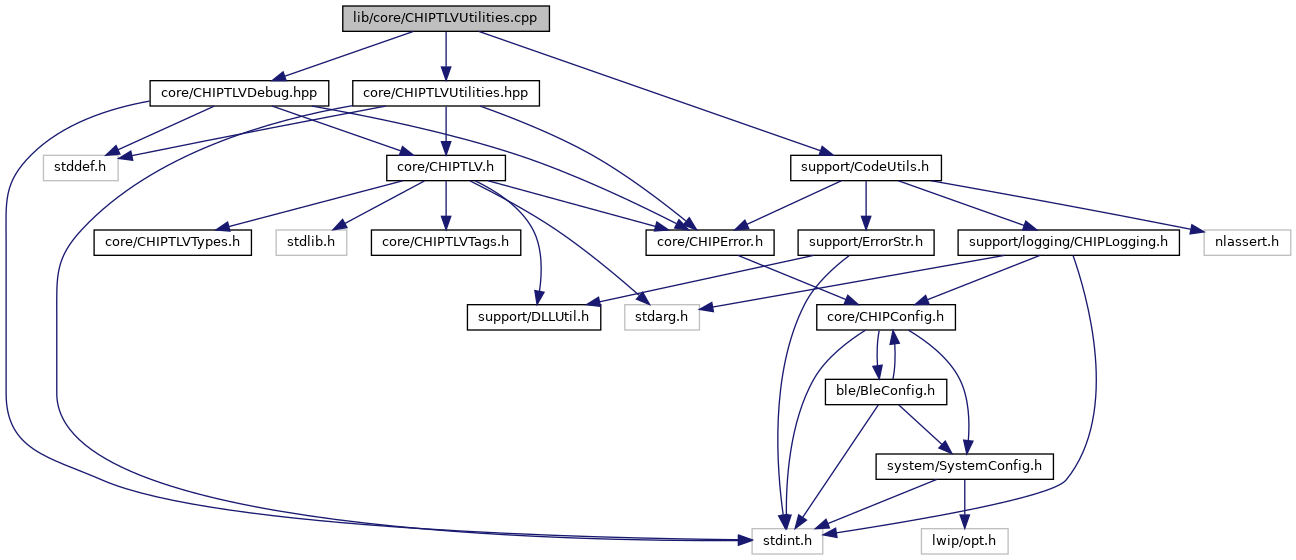 lib/core/CHIPTLVUtilities.cpp
core/CHIPTLVDebug.hpp
core/CHIPTLVUtilities.hpp
stddef.h
core/CHIPTLV.h
support/CodeUtils.h
core/CHIPTLVTypes.h
stdlib.h
core/CHIPTLVTags.h
core/CHIPError.h
support/ErrorStr.h
support/logging/CHIPLogging.h
nlassert.h
support/DLLUtil.h
stdarg.h
core/CHIPConfig.h
ble/BleConfig.h
system/SystemConfig.h
stdint.h
lwip/opt.h